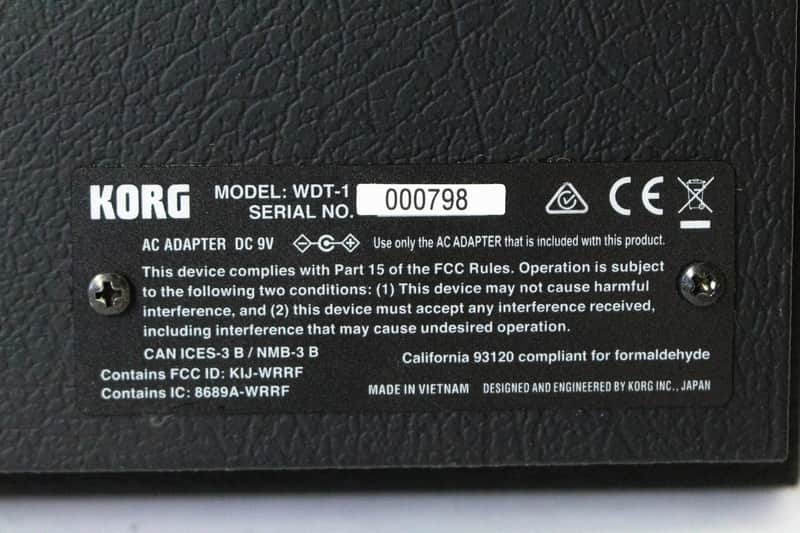 KORG MODEL: WDT-1
SERIAL NO. 000798
AC ADAPTER DC 9V Use only the AC ADAPTER that is included with this product.
This device complies with Part 15 of the FCC Rules. Operation is subject
to the following two conditions: (1) This device may not cause harmful
interference, and (2) this device must accept any interference received,
including interference that may cause undesired operation.
CAN ICES-3 B / NMB-3 B
California 93120 compliant for formaldehyde
Contains FCC ID: KIJ-WRRF
Contains IC: 8689A-WRRF
MADE IN VIETNAM DESIGNED AND ENGINEERED BY KORG INC., JAPAN